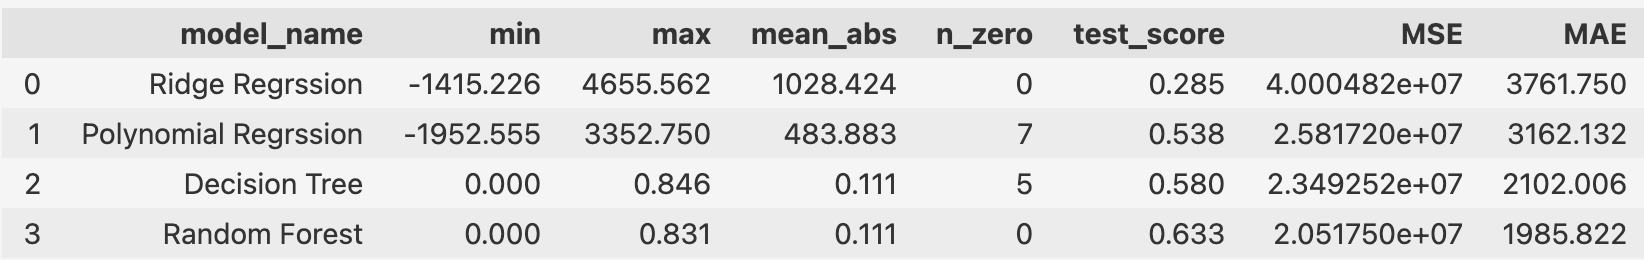 model_name min max mean_abs n_zero test_score MSE MAE
0 Ridge Regrssion -1415.226 4655.562 1028.424 0 0.285 4.000482e+07 3761.750
1 Polynomial Regrssion -1952.555 3352.750 483.883 7 0.538 2.581720e+07 3162.132
2 Decision Tree 0.000 0.846 0.111 5 0.580 2.349252e+07 2102.006
3 Random Forest 0.000 0.831 0.111 0 0.633 2.051750e+07 1985.822